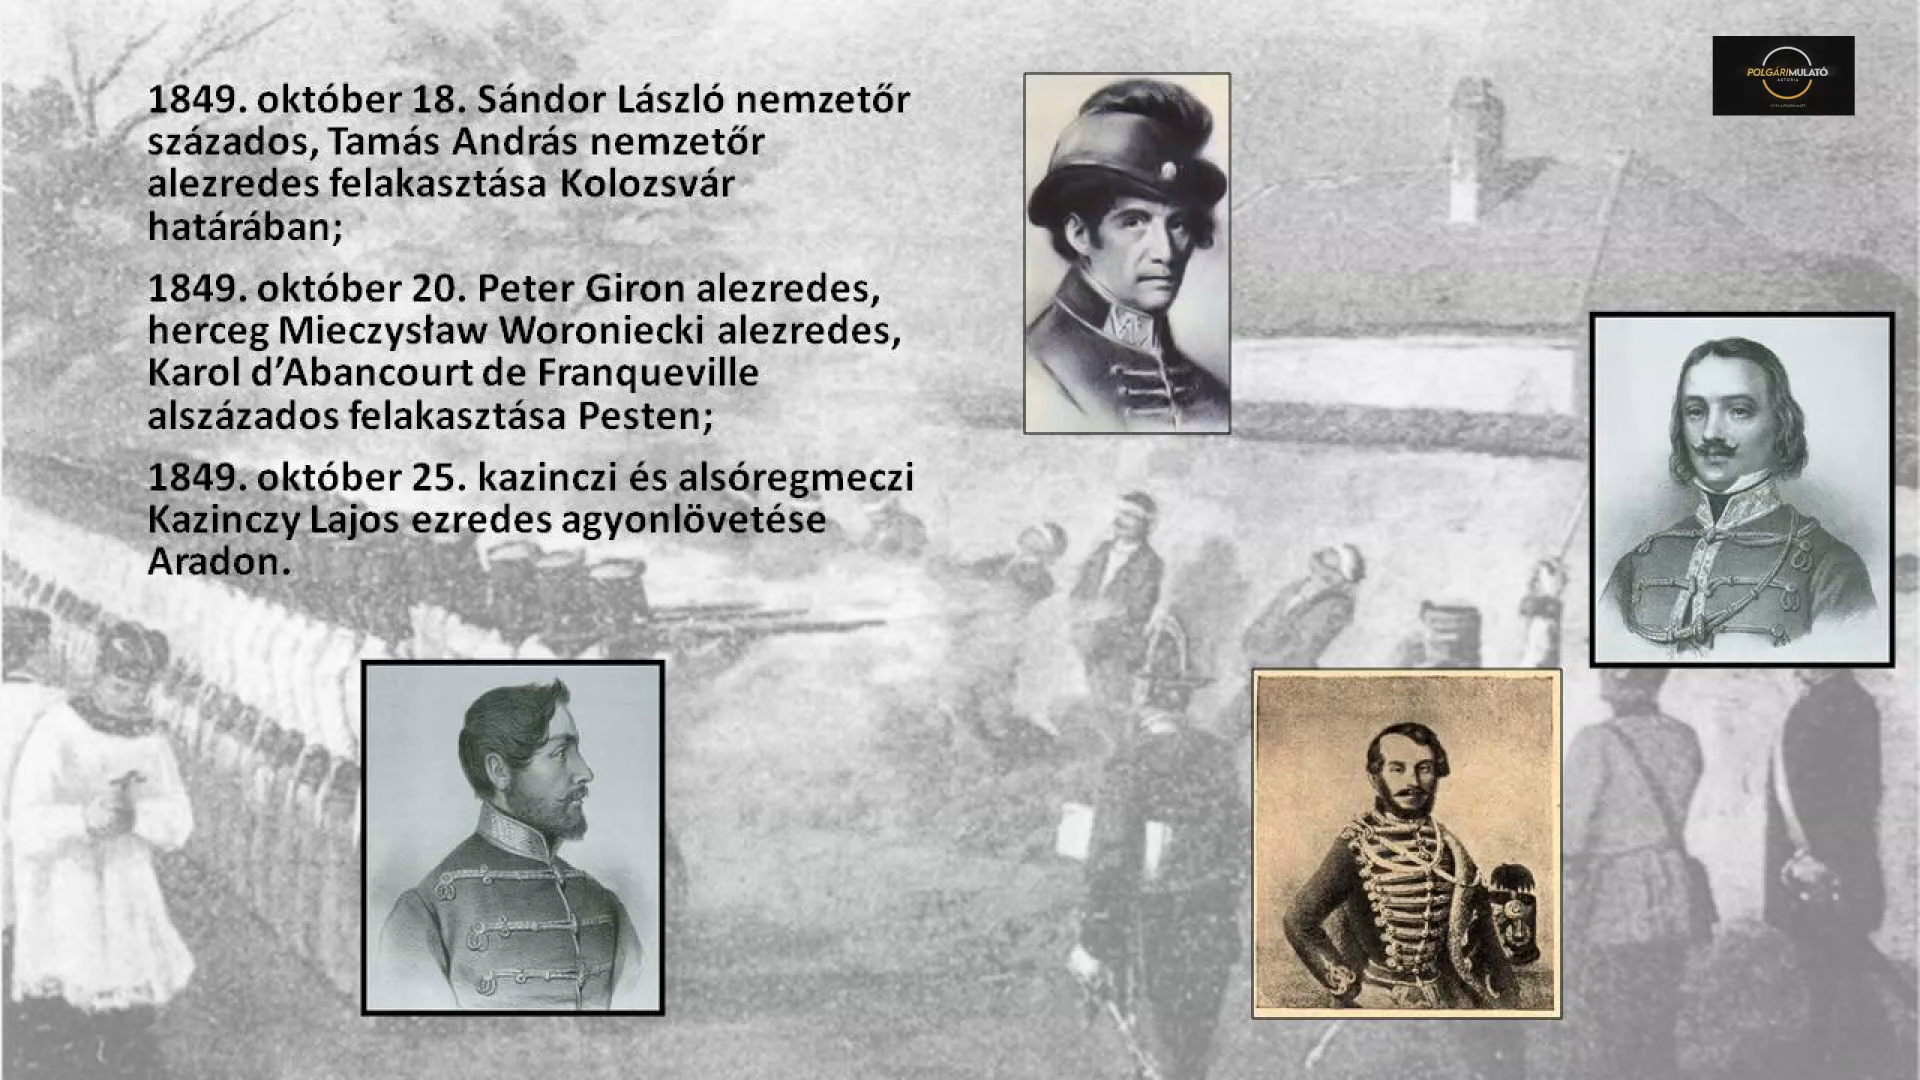 1849. október 18. Sándor László nemzetőr
százados, Tamás András nemzetőr
alezredes felakasztása Kolozsvár
határában;
1849. október 20. Peter Giron alezredes,
herceg Mieczysław Woroniecki alezredes,
Karol d’Abancourt de Franqueville
alszázados felakasztása Pesten;
1849. október 25. kazinczi és alsóregmeczi
Kazinczy Lajos ezredes agyonlövetése
Aradon.
POLGÁRIMULATÓ